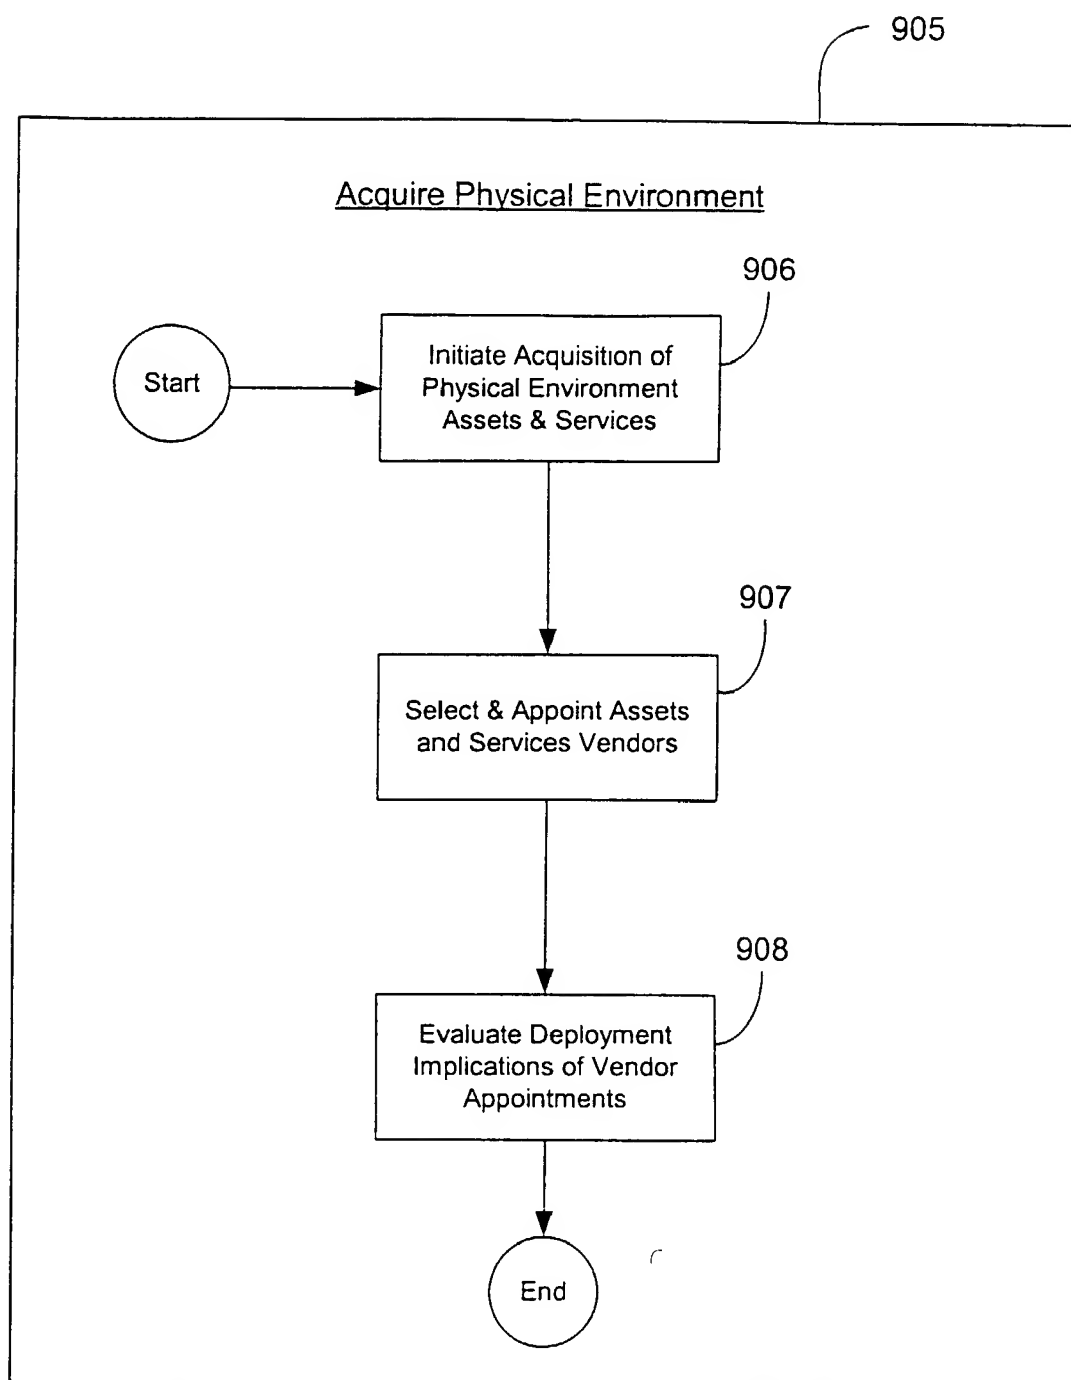 905
Acquire Physical Environment
906
Start
Initiate Acquisition of
Physical Environment
Assets & Services
907
Select & Appoint Assets
and Services Vendors
908
Evaluate Deployment
Implications of Vendor
Appointments
End